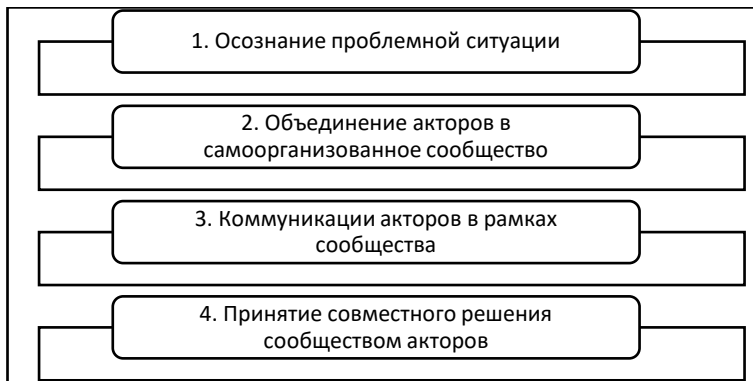 1. Осознание проблемной ситуации
2. Объединение акторов в
самоорганизованное сообщество
3. Коммуникации акторов в рамках
сообщества
4. Принятие совместного решения
сообществом акторов